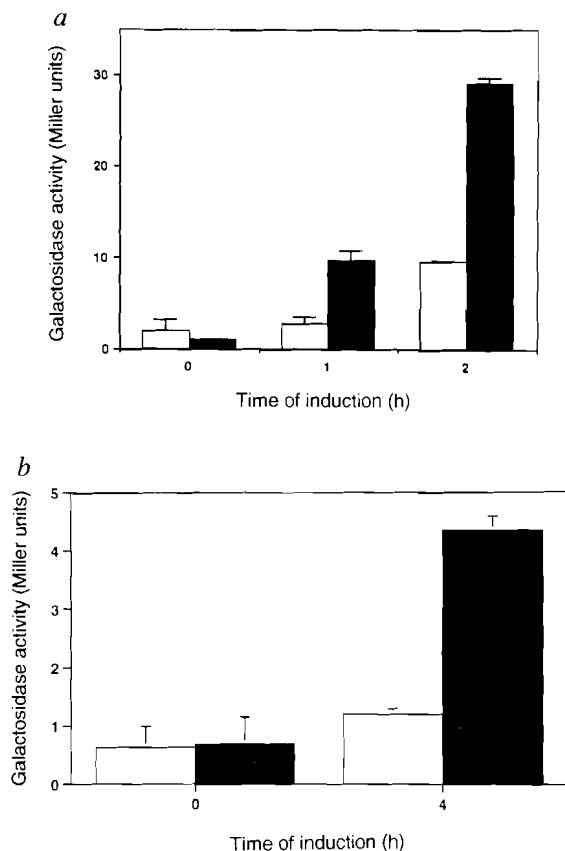 a
Galactosidase activity (Miller units)
30
20
10
0
0 1 2
Time of induction (h)
b
Galactosidase activity (Miller units)
5
4
3
2
1
0
0 4
Time of induction (h)